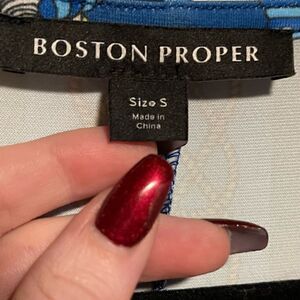 BOSTON PROPER
Size S
Made in
China